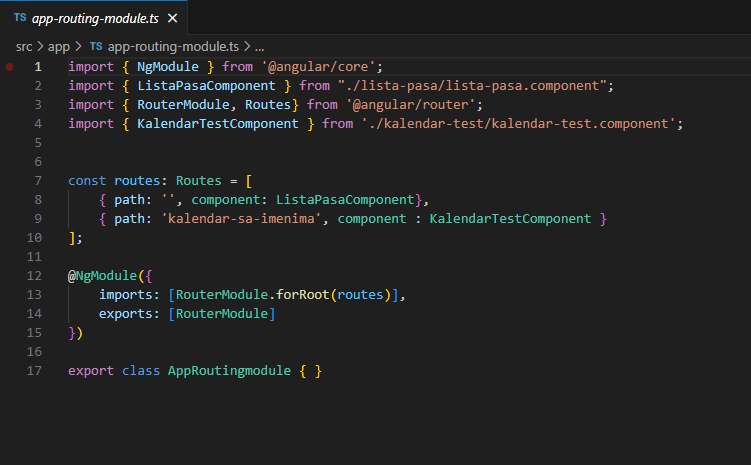 TS app-routing-module.ts ×
src > app > TS app-routing-module.ts > ...
1 import { NgModule } from '@angular/core';
2 import { ListaPasaComponent } from "./lista-pasa/lista-pasa.component";
3 import { RouterModule, Routes} from '@angular/router';
4 import { KalendarTestComponent } from './kalendar-test/kalendar-test.component';
5
6
7 const routes: Routes = [
8     { path: '', component: ListaPasaComponent},
9     { path: 'kalendar-sa-imenima', component : KalendarTestComponent }
10 ];
11
12 @NgModule({
13     imports: [RouterModule.forRoot(routes)],
14     exports: [RouterModule]
15 })
16
17 export class AppRoutingmodule { }